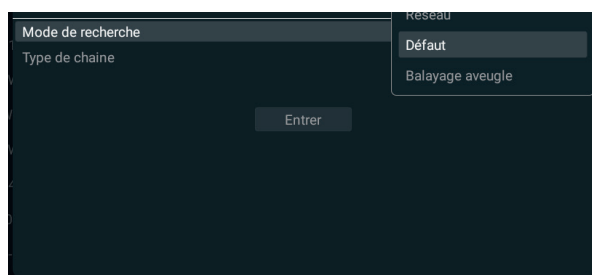 Réseau
Mode de recherche
Défaut
Type de chaine
Balayage aveugle
Entrer